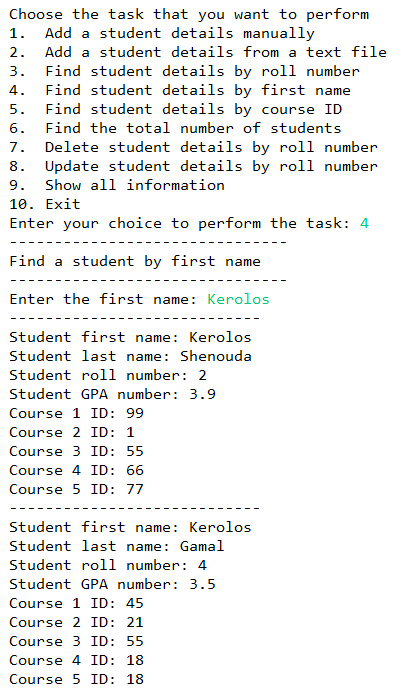 Choose the task that you want to perform
1.  Add a student details manually
2.  Add a student details from a text file
3.  Find student details by roll number
4.  Find student details by first name
5.  Find student details by course ID
6.  Find the total number of students
7.  Delete student details by roll number
8.  Update student details by roll number
9.  Show all information
10. Exit
Enter your choice to perform the task: 4
-------------------------------
Find a student by first name
-------------------------------
Enter the first name: Kerolos
----------------------------
Student first name: Kerolos
Student last name: Shenouda
Student roll number: 2
Student GPA number: 3.9
Course 1 ID: 99
Course 2 ID: 1
Course 3 ID: 55
Course 4 ID: 66
Course 5 ID: 77
----------------------------
Student first name: Kerolos
Student last name: Gamal
Student roll number: 4
Student GPA number: 3.5
Course 1 ID: 45
Course 2 ID: 21
Course 3 ID: 55
Course 4 ID: 18
Course 5 ID: 18